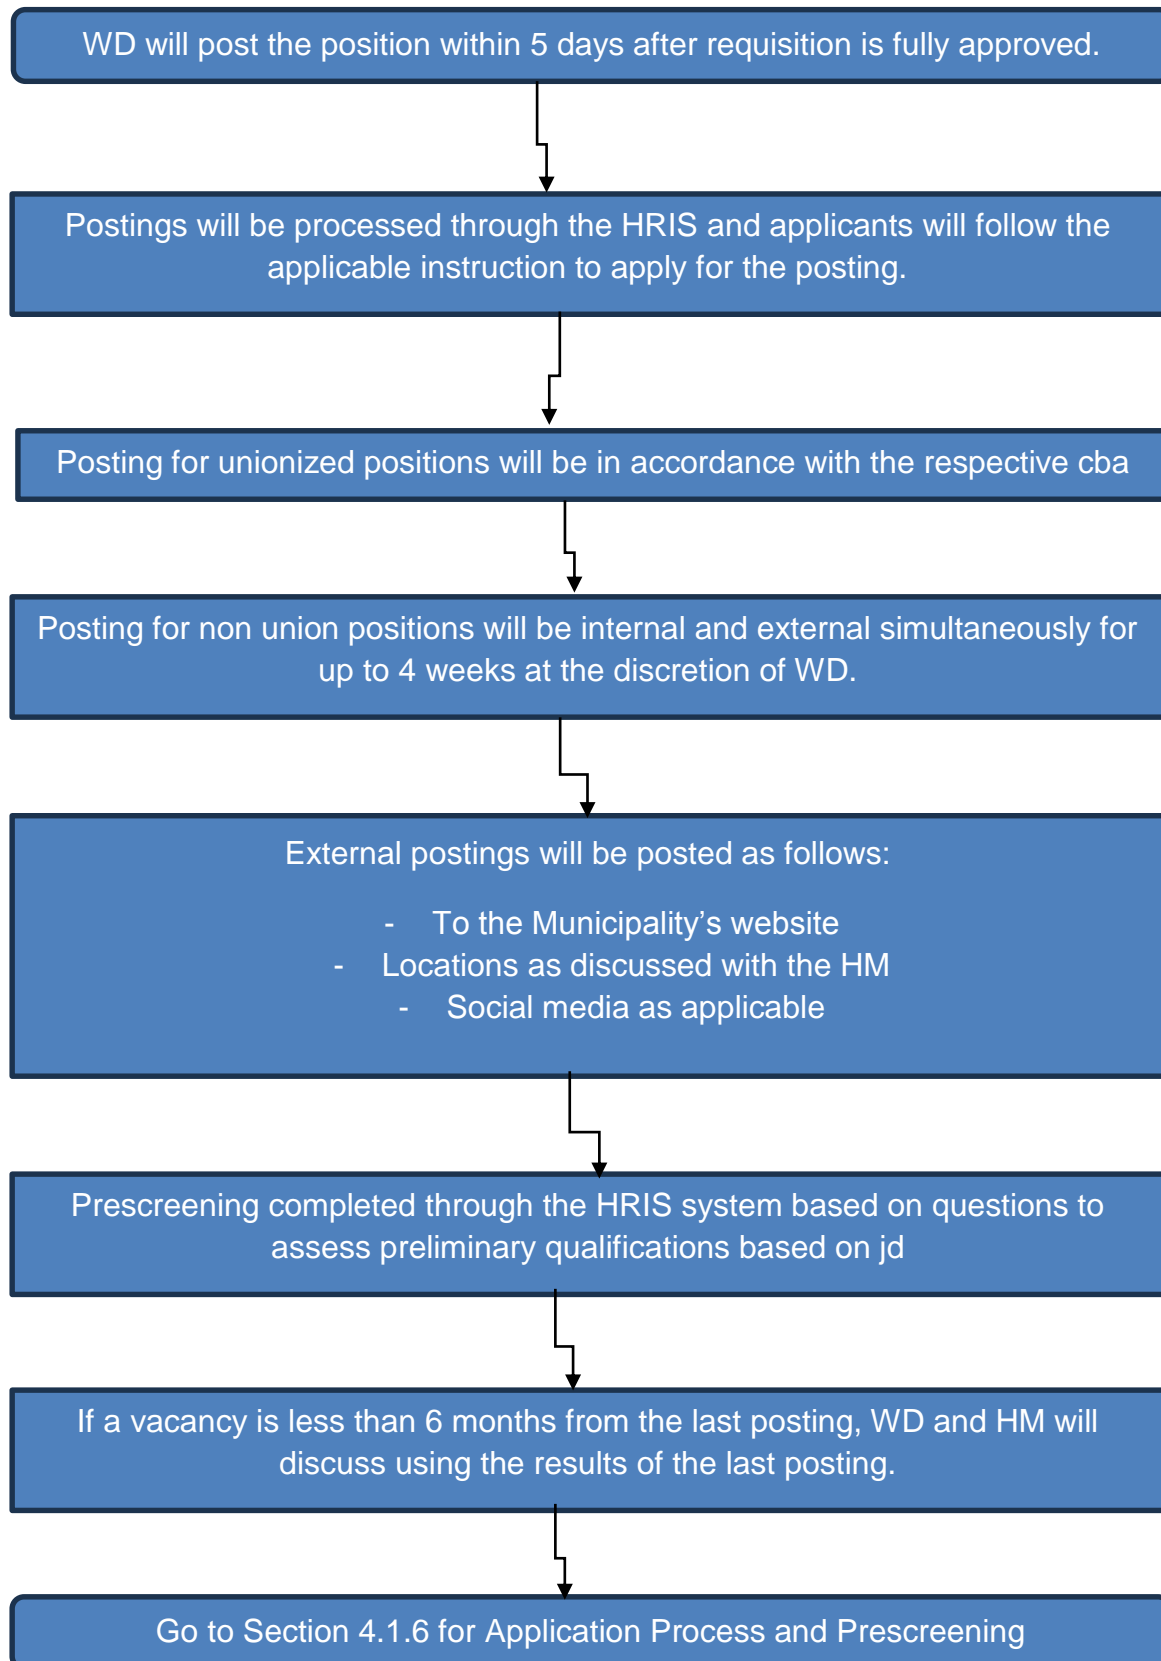 WD will post the position within 5 days after requisition is fully approved.
Postings will be processed through the HRIS and applicants will follow the
applicable instruction to apply for the posting.
Posting for unionized positions will be in accordance with the respective cba
Posting for non union positions will be internal and external simultaneously for
up to 4 weeks at the discretion of WD.
External postings will be posted as follows:
- To the Municipality’s website
- Locations as discussed with the HM
- Social media as applicable
Prescreening completed through the HRIS system based on questions to
assess preliminary qualifications based on jd
If a vacancy is less than 6 months from the last posting, WD and HM will
discuss using the results of the last posting.
Go to Section 4.1.6 for Application Process and Prescreening